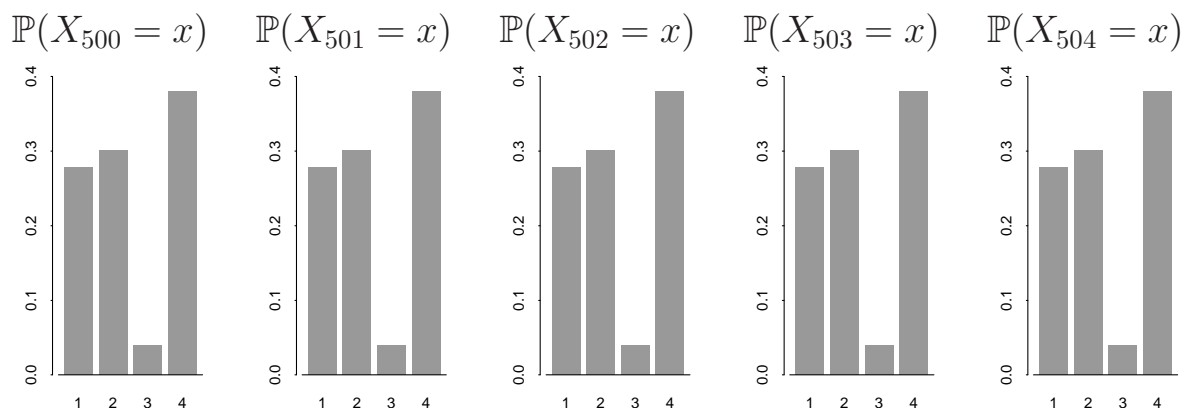 ℙ(X₅₀₀ = x) ℙ(X₅₀₁ = x) ℙ(X₅₀₂ = x) ℙ(X₅₀₃ = x) ℙ(X₅₀₄ = x)
0.4 0.4 0.4 0.4 0.4
0.3 0.3 0.3 0.3 0.3
0.2 0.2 0.2 0.2 0.2
0.1 0.1 0.1 0.1 0.1
0.0 0.0 0.0 0.0 0.0
1 2 3 4 1 2 3 4 1 2 3 4 1 2 3 4 1 2 3 4